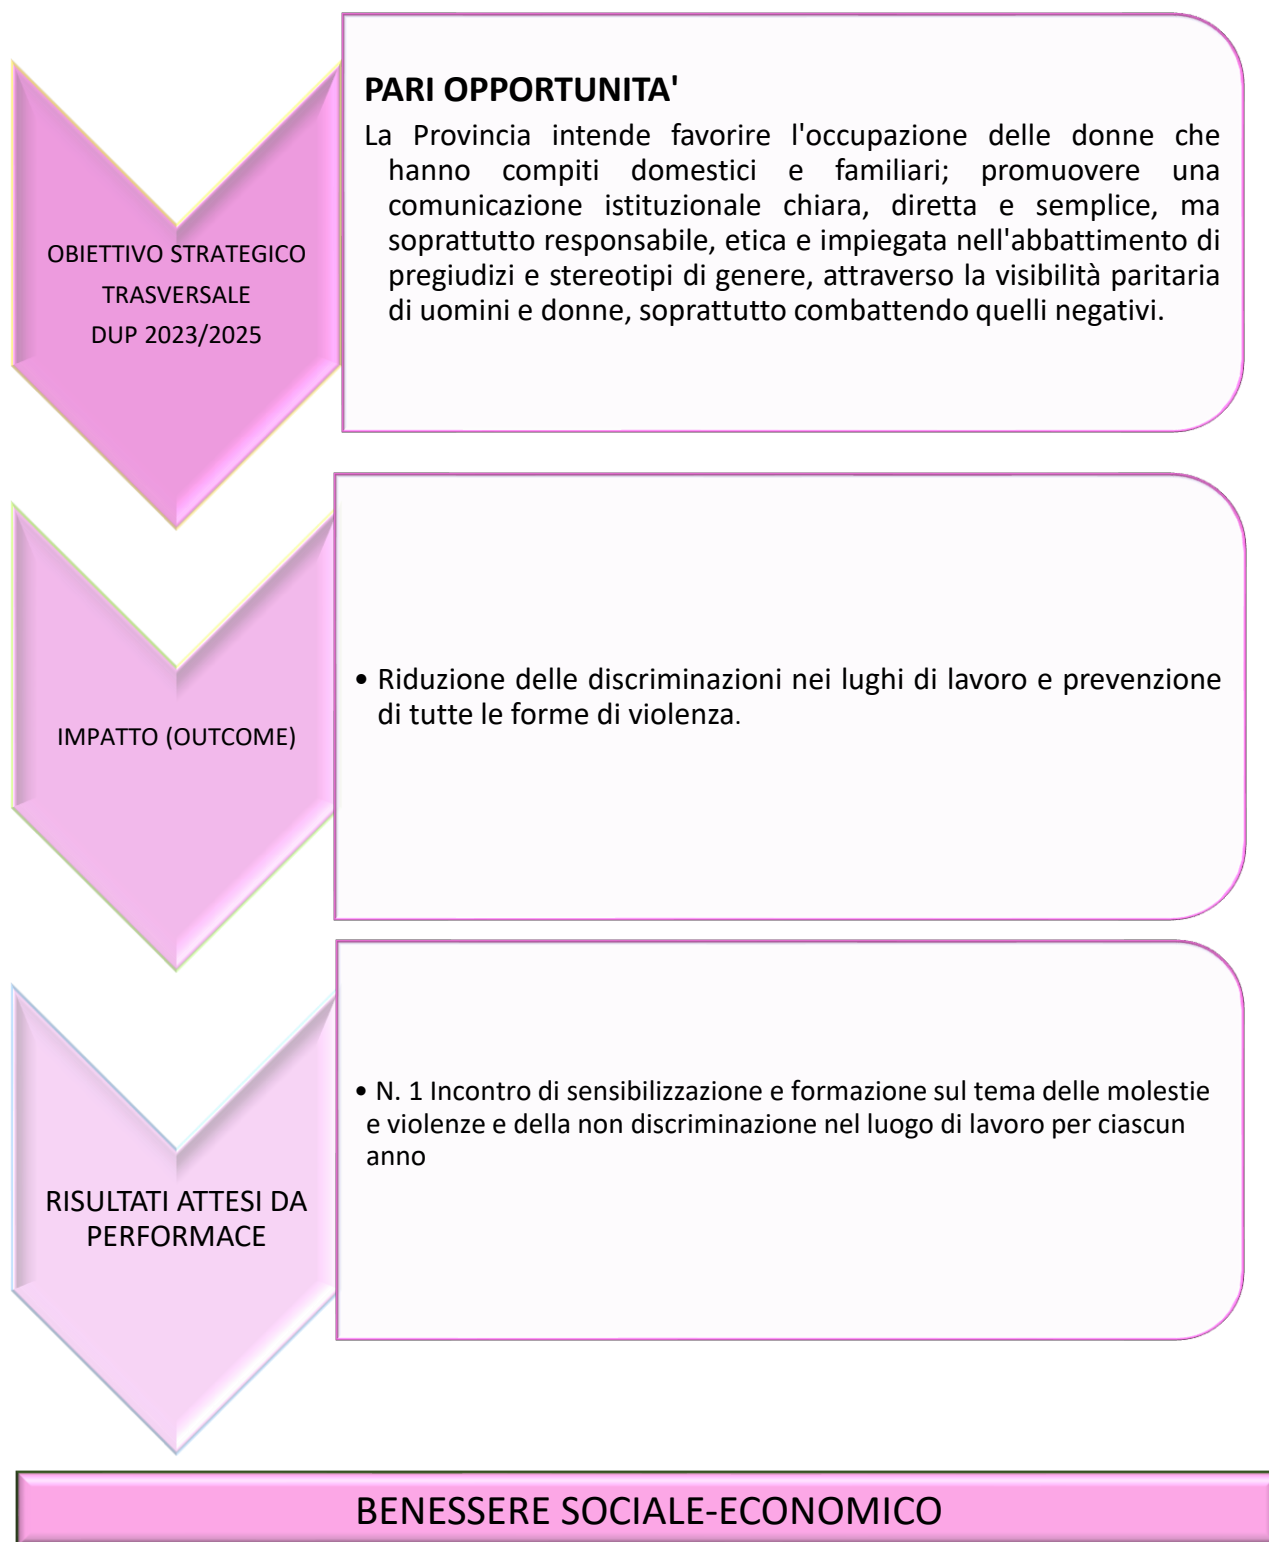 PARI OPPORTUNITA'
La Provincia intende favorire l'occupazione delle donne che
hanno compiti domestici e familiari; promuovere una
comunicazione istituzionale chiara, diretta e semplice, ma
soprattutto responsabile, etica e impiegata nell'abbattimento di
pregiudizi e stereotipi di genere, attraverso la visibilità paritaria
di uomini e donne, soprattutto combattendo quelli negativi.
OBIETTIVO STRATEGICO
TRASVERSALE
DUP 2023/2025
• Riduzione delle discriminazioni nei lughi di lavoro e prevenzione
di tutte le forme di violenza.
IMPATTO (OUTCOME)
• N. 1 Incontro di sensibilizzazione e formazione sul tema delle molestie
e violenze e della non discriminazione nel luogo di lavoro per ciascun
anno
RISULTATI ATTESI DA
PERFORMACE
BENESSERE SOCIALE-ECONOMICO